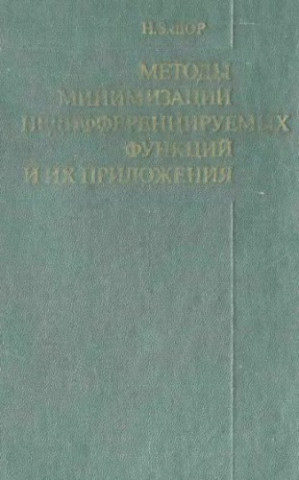 Н.З.ШОР
МЕТОДЫ
МИНИМИЗАЦИИ
НЕДИФФЕРЕНЦИРУЕМЫХ
ФУНКЦИЙ
И ИХ ПРИЛОЖЕНИЯ